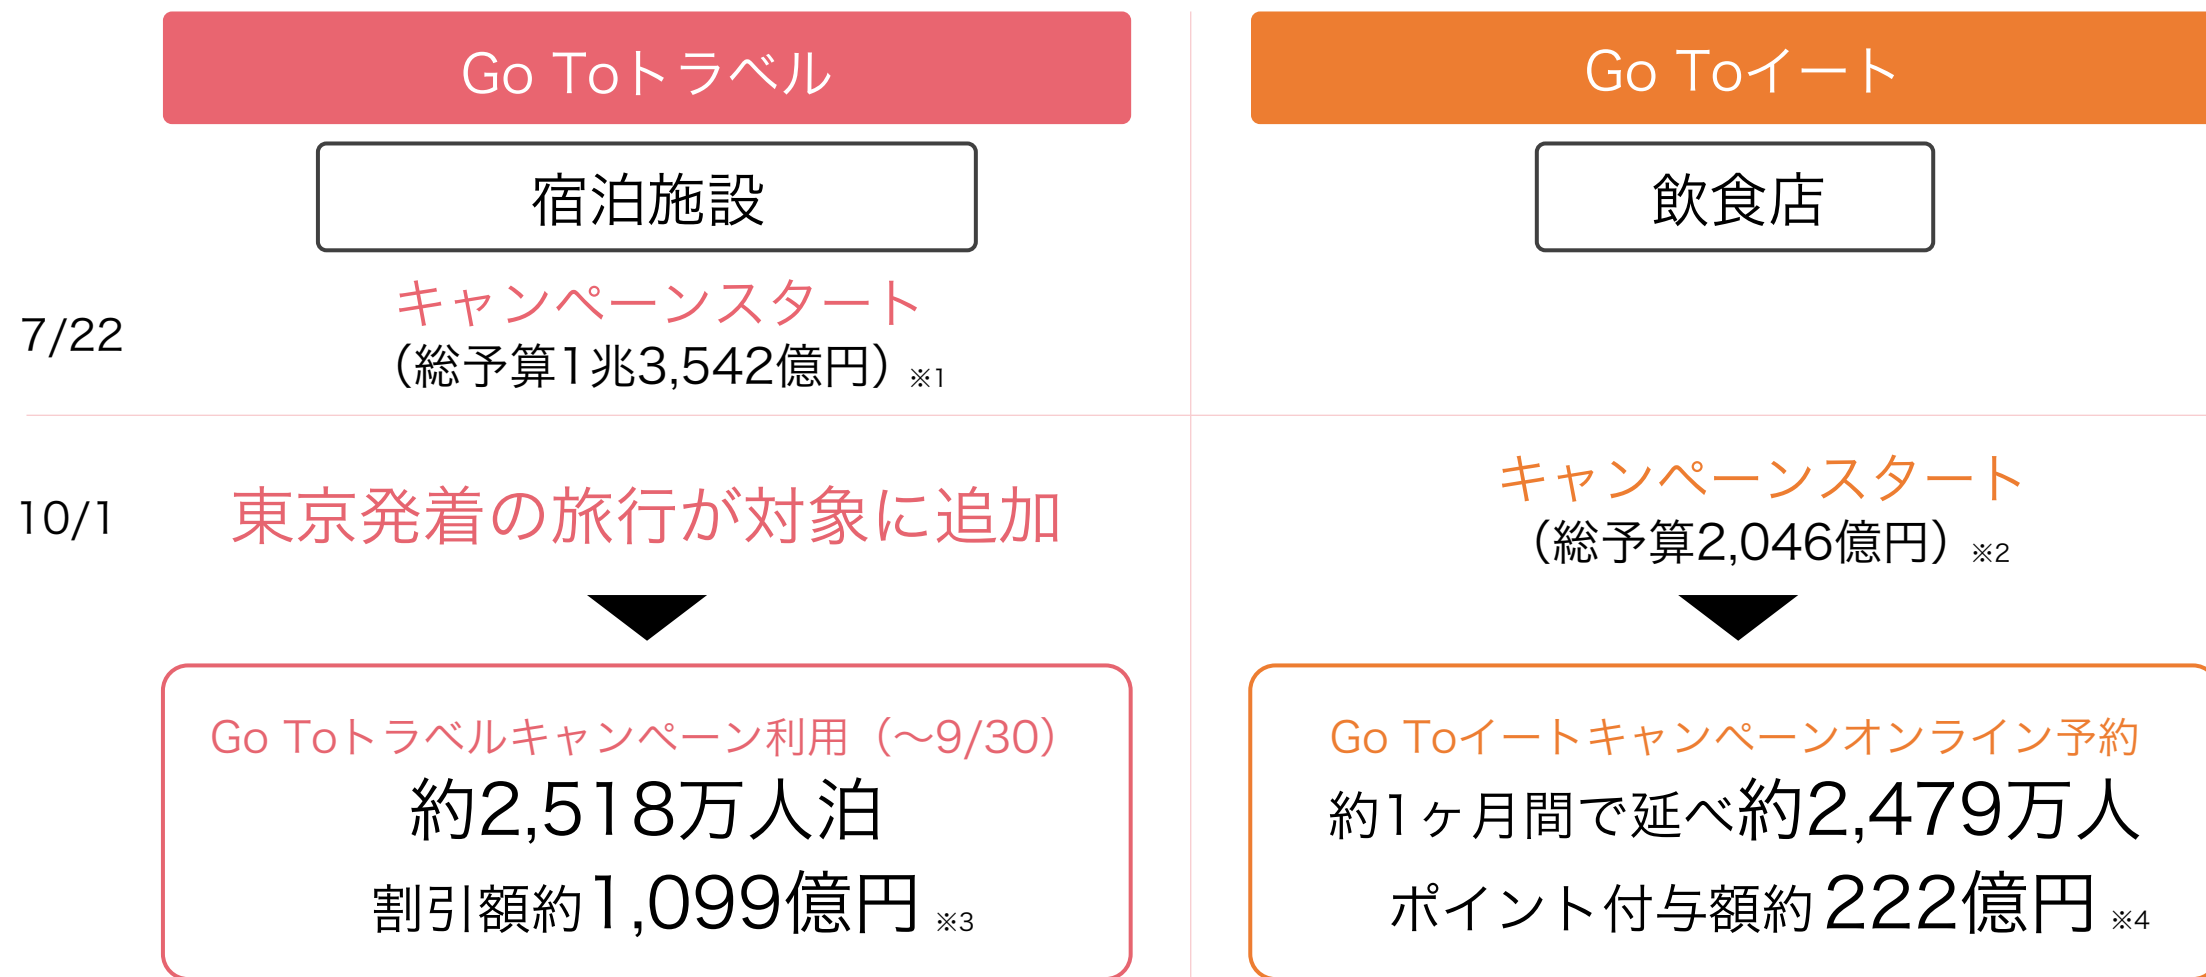 Go Toトラベル
宿泊施設
7/22
キャンペーンスタート
（総予算1兆3,542億円）※1
10/1
東京発着の旅行が対象に追加
Go Toトラベルキャンペーン利用（～9/30）
約2,518万人泊
割引額約1,099億円 ※3
Go Toイート
飲食店
キャンペーンスタート
（総予算2,046億円）※2
Go Toイートキャンペーンオンライン予約
約1ヶ月間で延べ約2,479万人
ポイント付与額約222億円 ※4